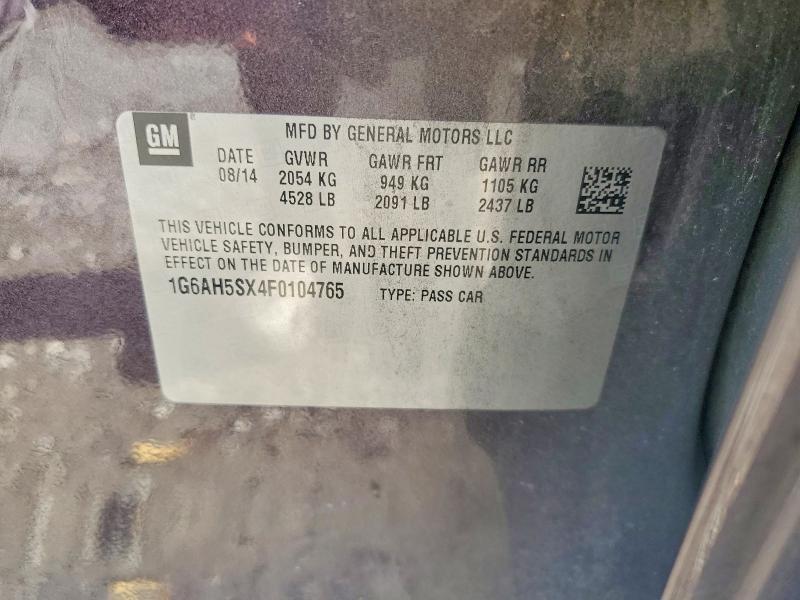 GM
MFD BY GENERAL MOTORS LLC
DATE GVWR GAWR FRT GAWR RR
08/14 2054 KG 949 KG 1105 KG
4528 LB 2091 LB 2437 LB
THIS VEHICLE CONFORMS TO ALL APPLICABLE U.S. FEDERAL MOTOR
VEHICLE SAFETY, BUMPER, AND THEFT PREVENTION STANDARDS IN
EFFECT ON THE DATE OF MANUFACTURE SHOWN ABOVE.
1G6AH5SX4F0104765 TYPE: PASS CAR